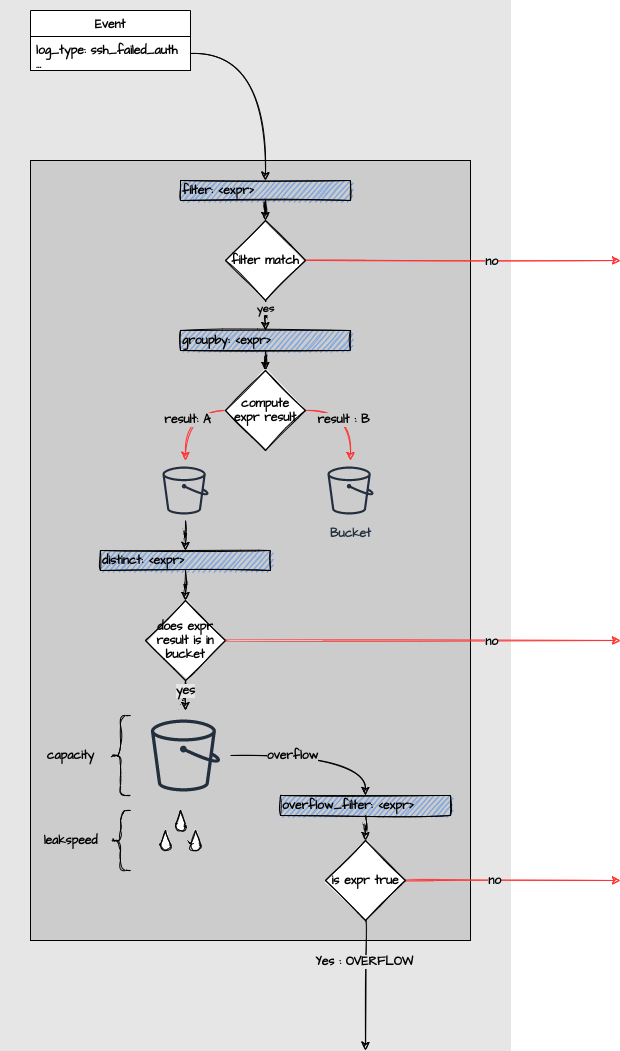 Event
log_type: ssh_failed_auth
...
filter: <expr>
filter match
no
yes
groupby: <expr>
compute
expr result
result: A
result : B
Bucket
distinct: <expr>
does expr
result is in
bucket
no
yes
capacity
overflow
overflow_filter: <expr>
leakspeed
is expr true
no
Yes : OVERFLOW